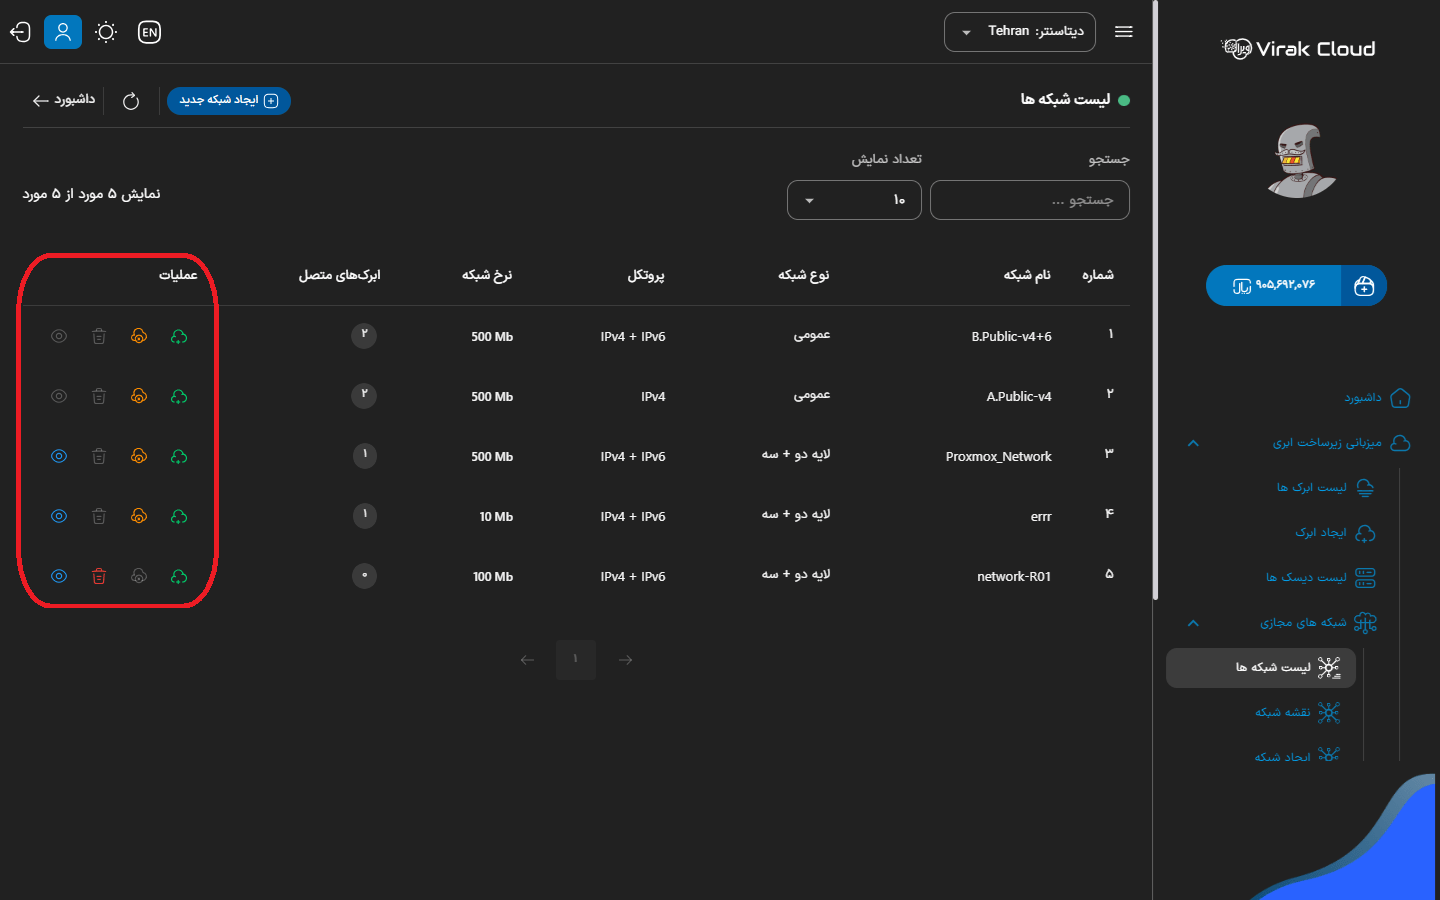 Virak Cloud
۹۰۵,۶۹۲,۰۷۶ ریال
داشبورد
میزبانی زیرساخت ابری
لیست ابرک ها
ایجاد ابرک
لیست دیسک ها
شبکه های مجازی
لیست شبکه ها
نقشه شبکه
ایجاد شبکه
دیتاسنتر: Tehran
EN
لیست شبکه ها
ایجاد شبکه جدید
داشبورد
جستجو
تعداد نمایش
جستجو ...
۱۰
نمایش ۵ مورد از ۵ مورد
شماره نام شبکه نوع شبکه پروتکل نرخ شبکه ابرک‌های متصل عملیات
۱ B.Public-v4+6 عمومی IPv4 + IPv6 500 Mb ۲
۲ A.Public-v4 عمومی IPv4 500 Mb ۲
۳ Proxmox_Network لایه دو + سه IPv4 + IPv6 500 Mb ۱
۴ errr لایه دو + سه IPv4 + IPv6 10 Mb ۱
۵ network-R01 لایه دو + سه IPv4 + IPv6 100 Mb ۰
۱